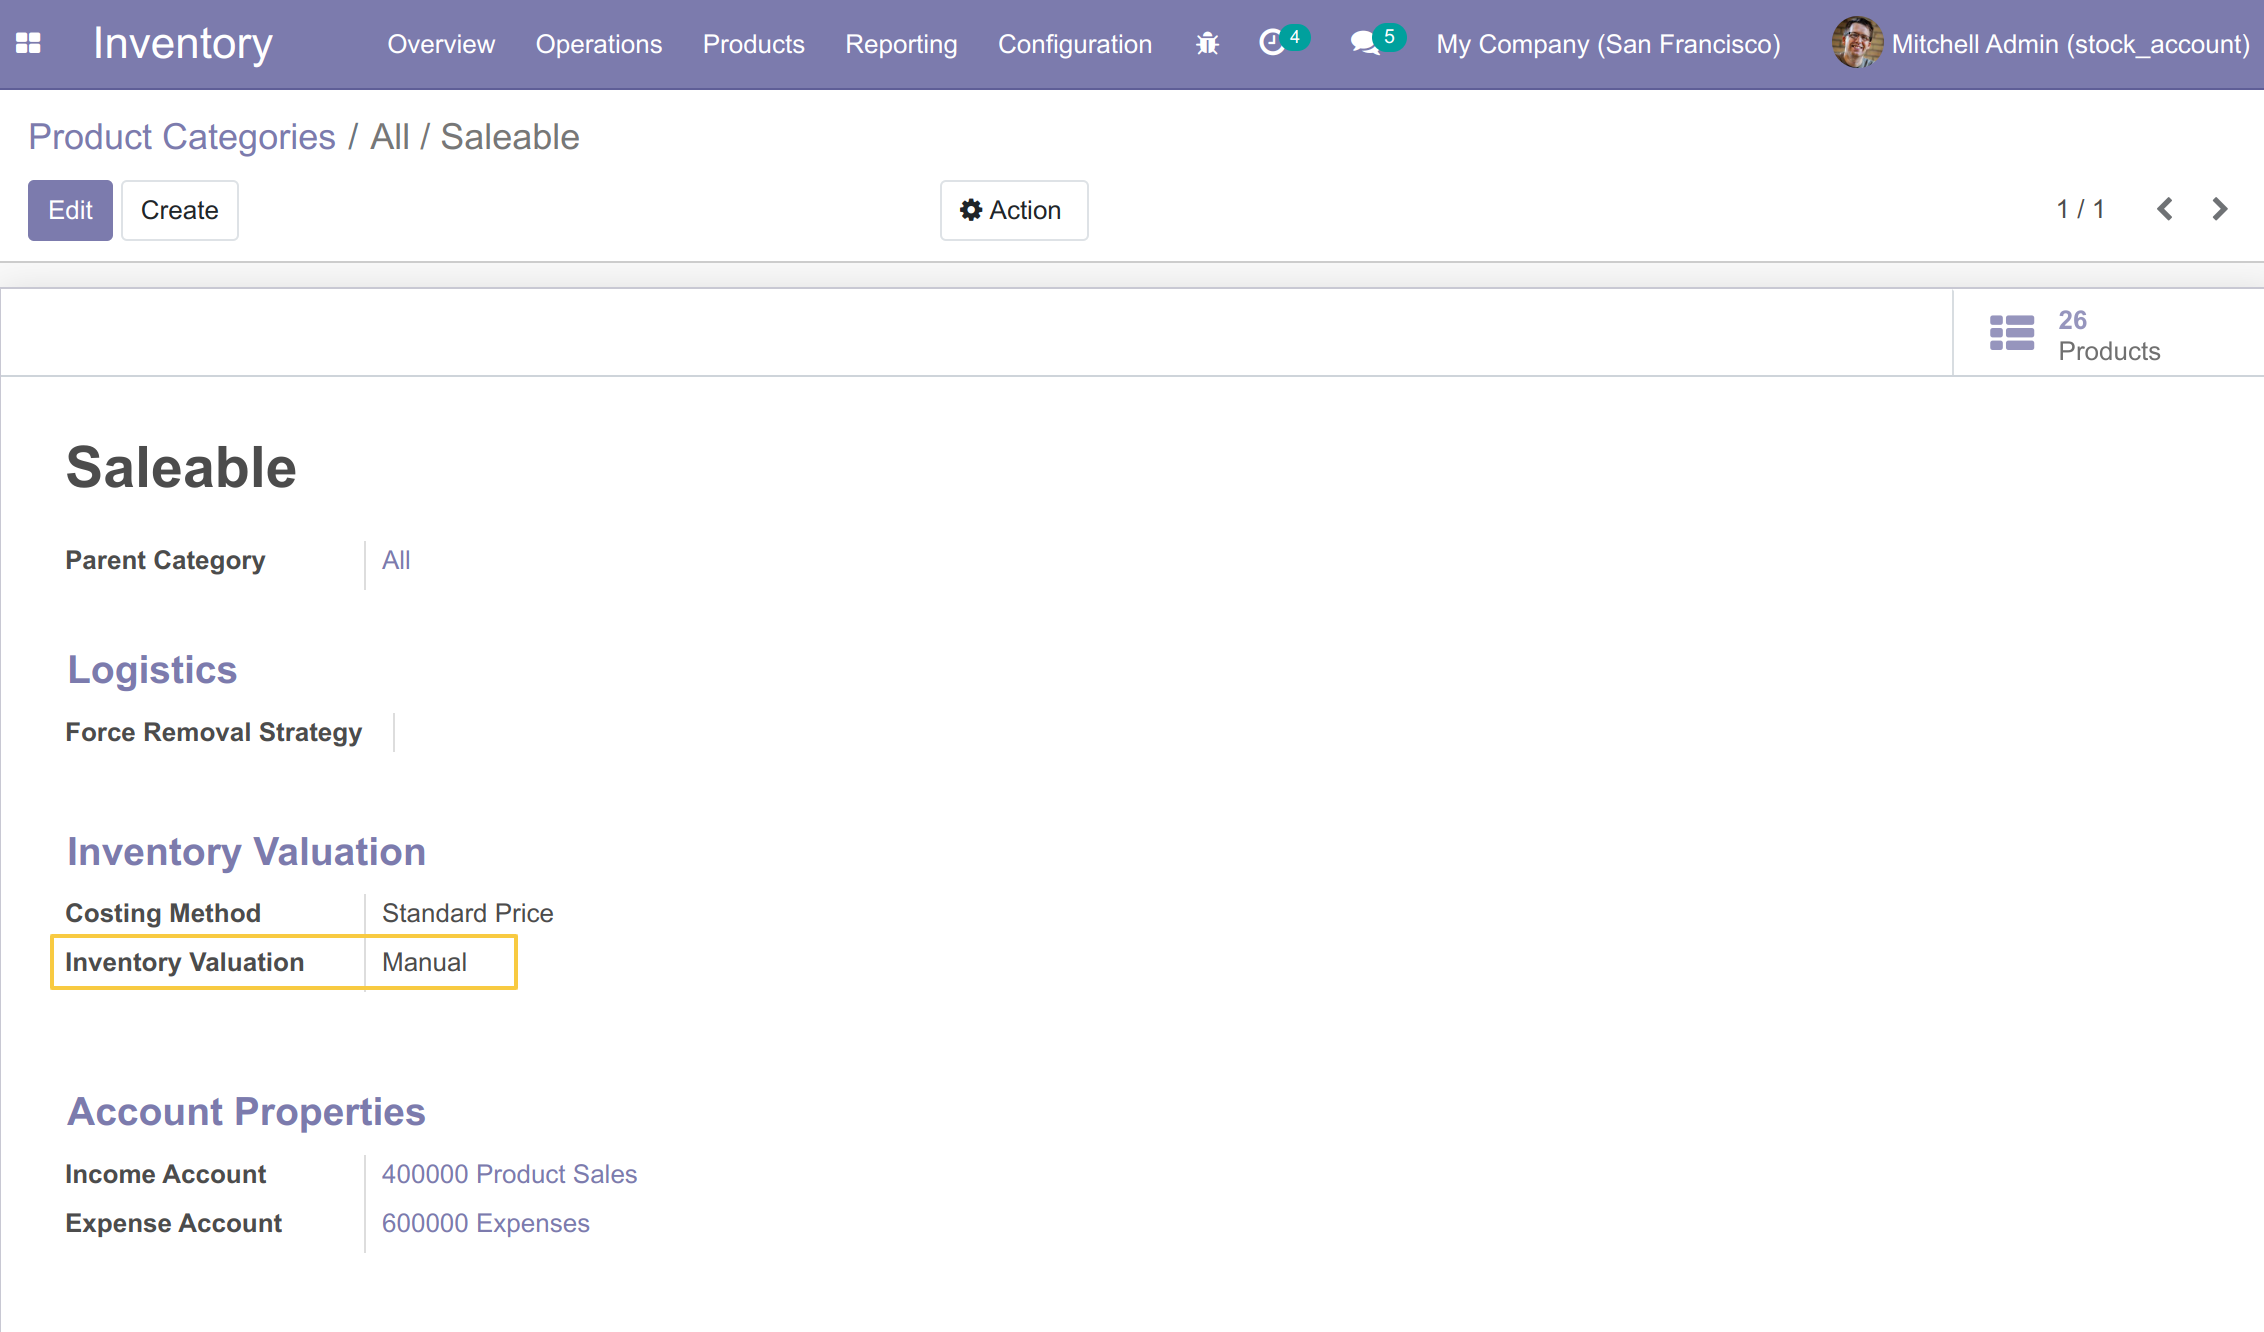 Inventory Overview Operations Products Reporting Configuration 4 5 My Company (San Francisco) Mitchell Admin (stock_account)
Product Categories / All / Saleable
Edit Create Action 1 / 1
26
Products
Saleable
Parent Category All
Logistics
Force Removal Strategy
Inventory Valuation
Costing Method Standard Price
Inventory Valuation Manual
Account Properties
Income Account 400000 Product Sales
Expense Account 600000 Expenses